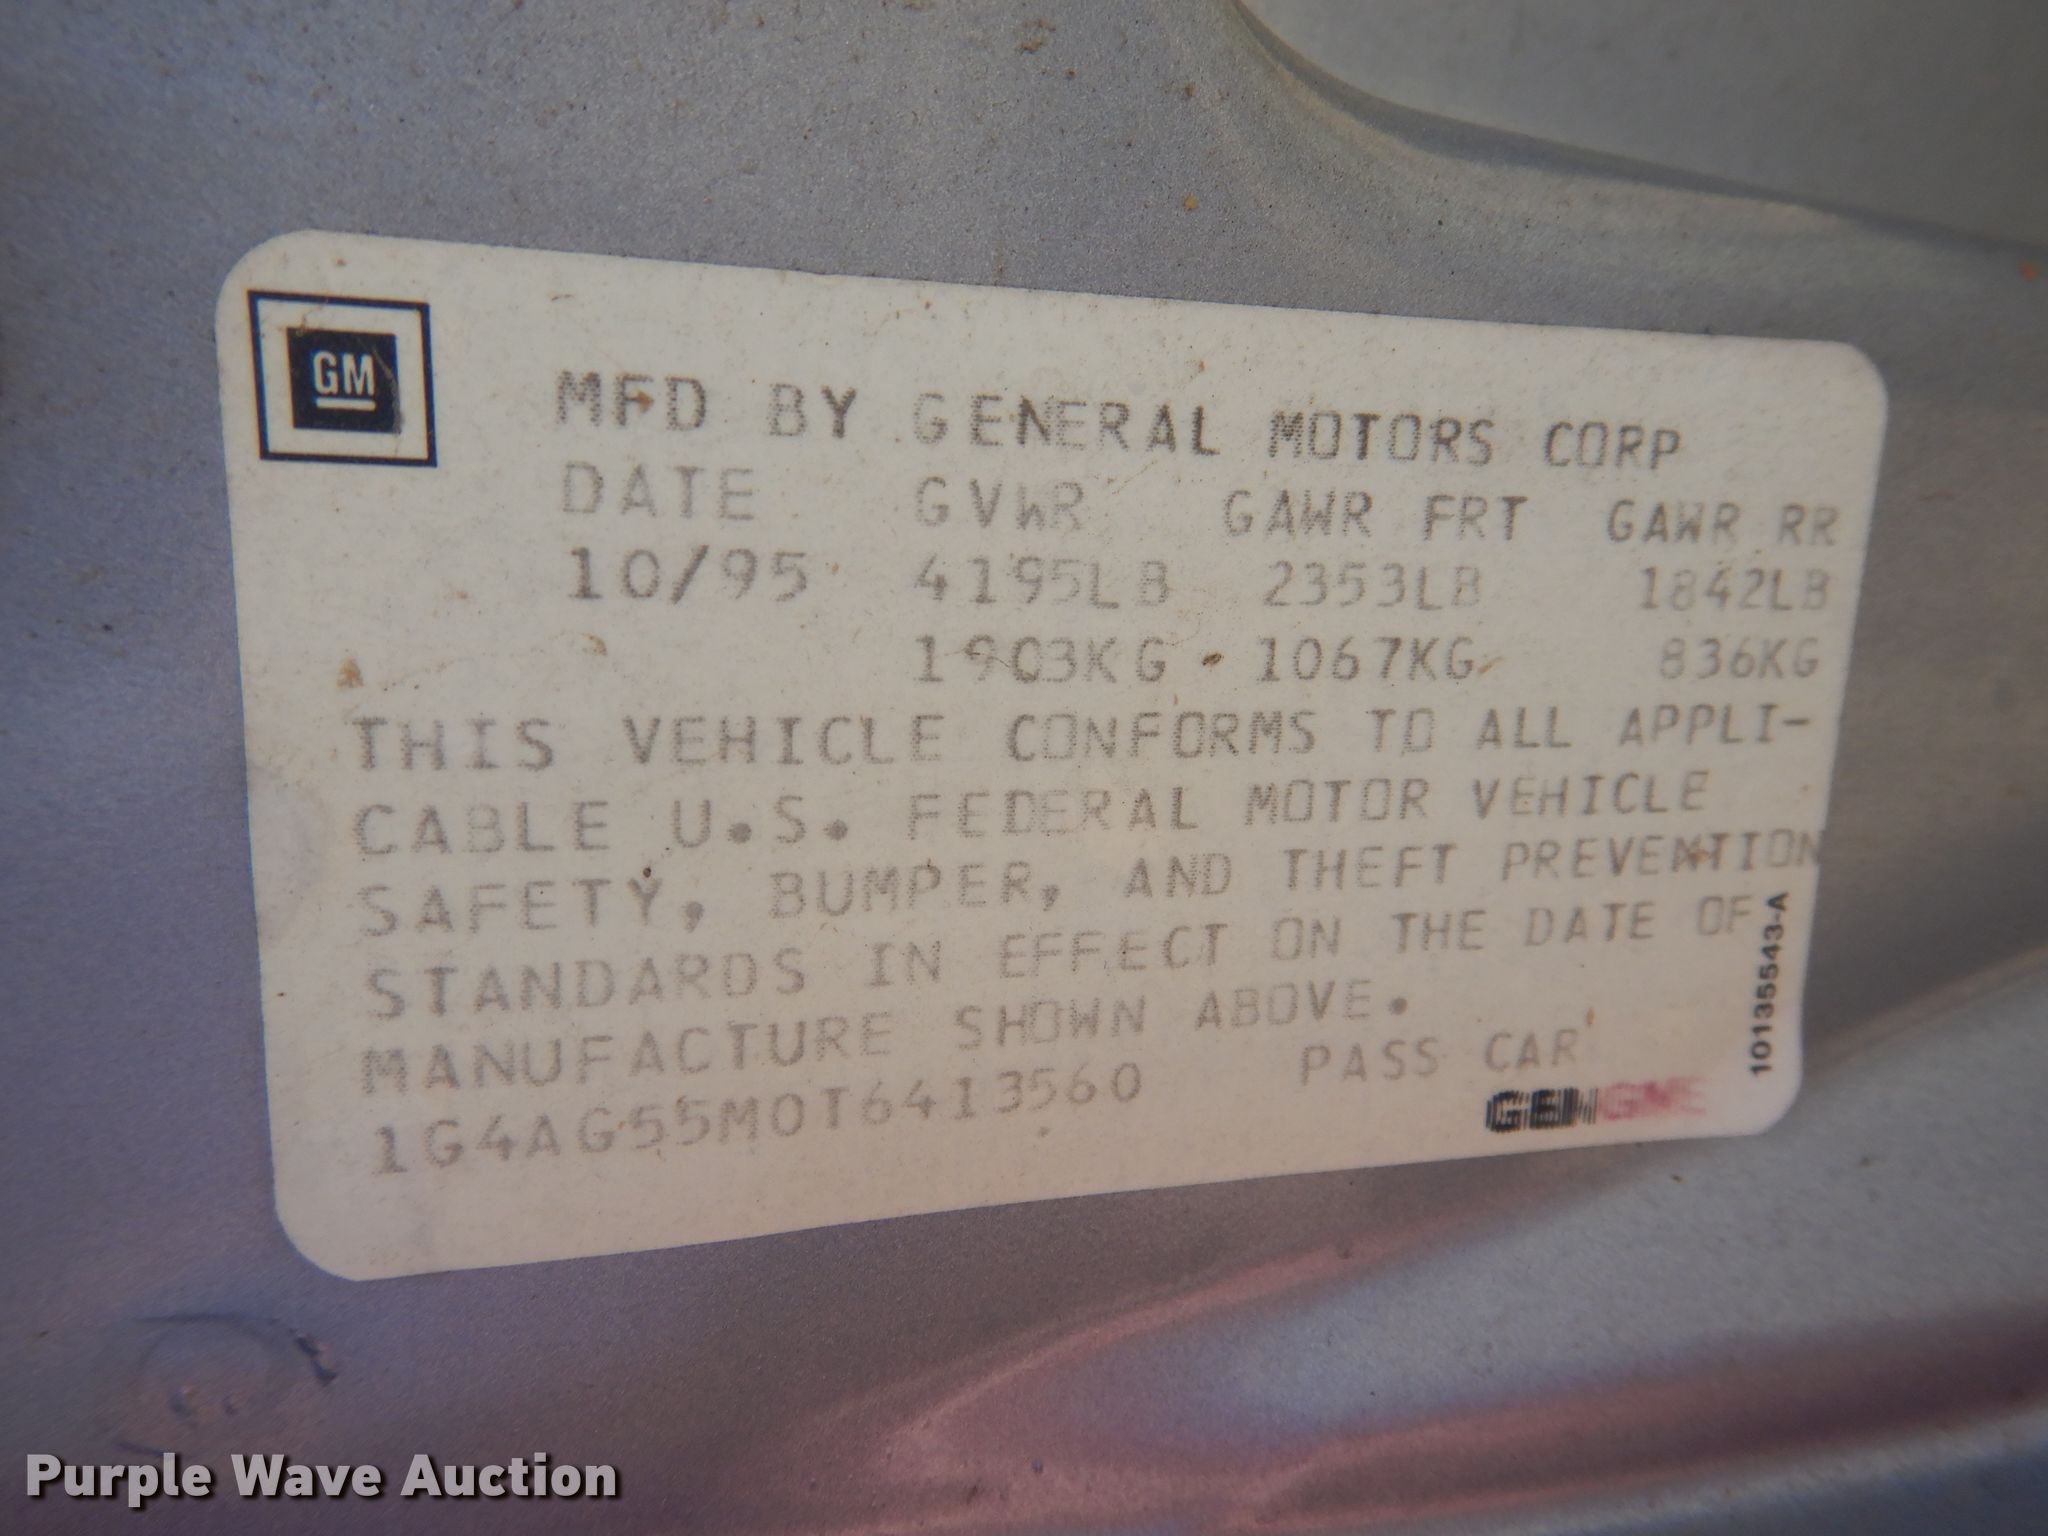 GM
MFD BY GENERAL MOTORS CORP
DATE GVWR GAWR FRT GAWR RR
10/95 4195LB 2353LB 1842LB
1903KG 1067KG 836KG
THIS VEHICLE CONFORMS TO ALL APPLI-
CABLE U.S. FEDERAL MOTOR VEHICLE
SAFETY, BUMPER, AND THEFT PREVENTION
STANDARDS IN EFFECT ON THE DATE OF
MANUFACTURE SHOWN ABOVE.
1G4AG55M0T6413560 PASS CAR
10135543-A
Purple Wave Auction